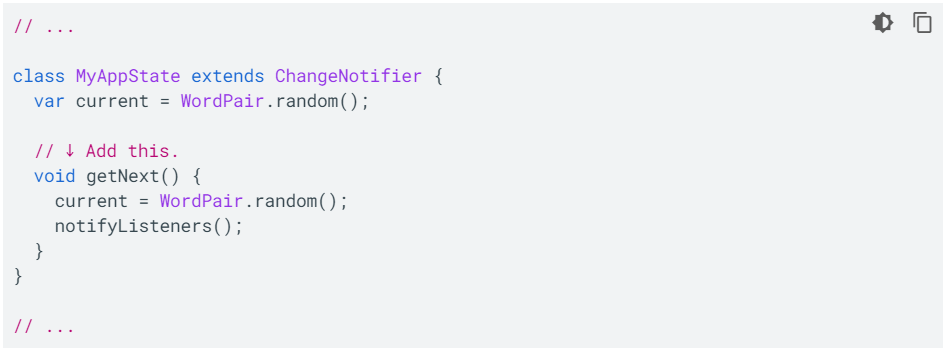 // ...
class MyAppState extends ChangeNotifier {
  var current = WordPair.random();
  // ↓ Add this.
  void getNext() {
    current = WordPair.random();
    notifyListeners();
  }
}
// ...